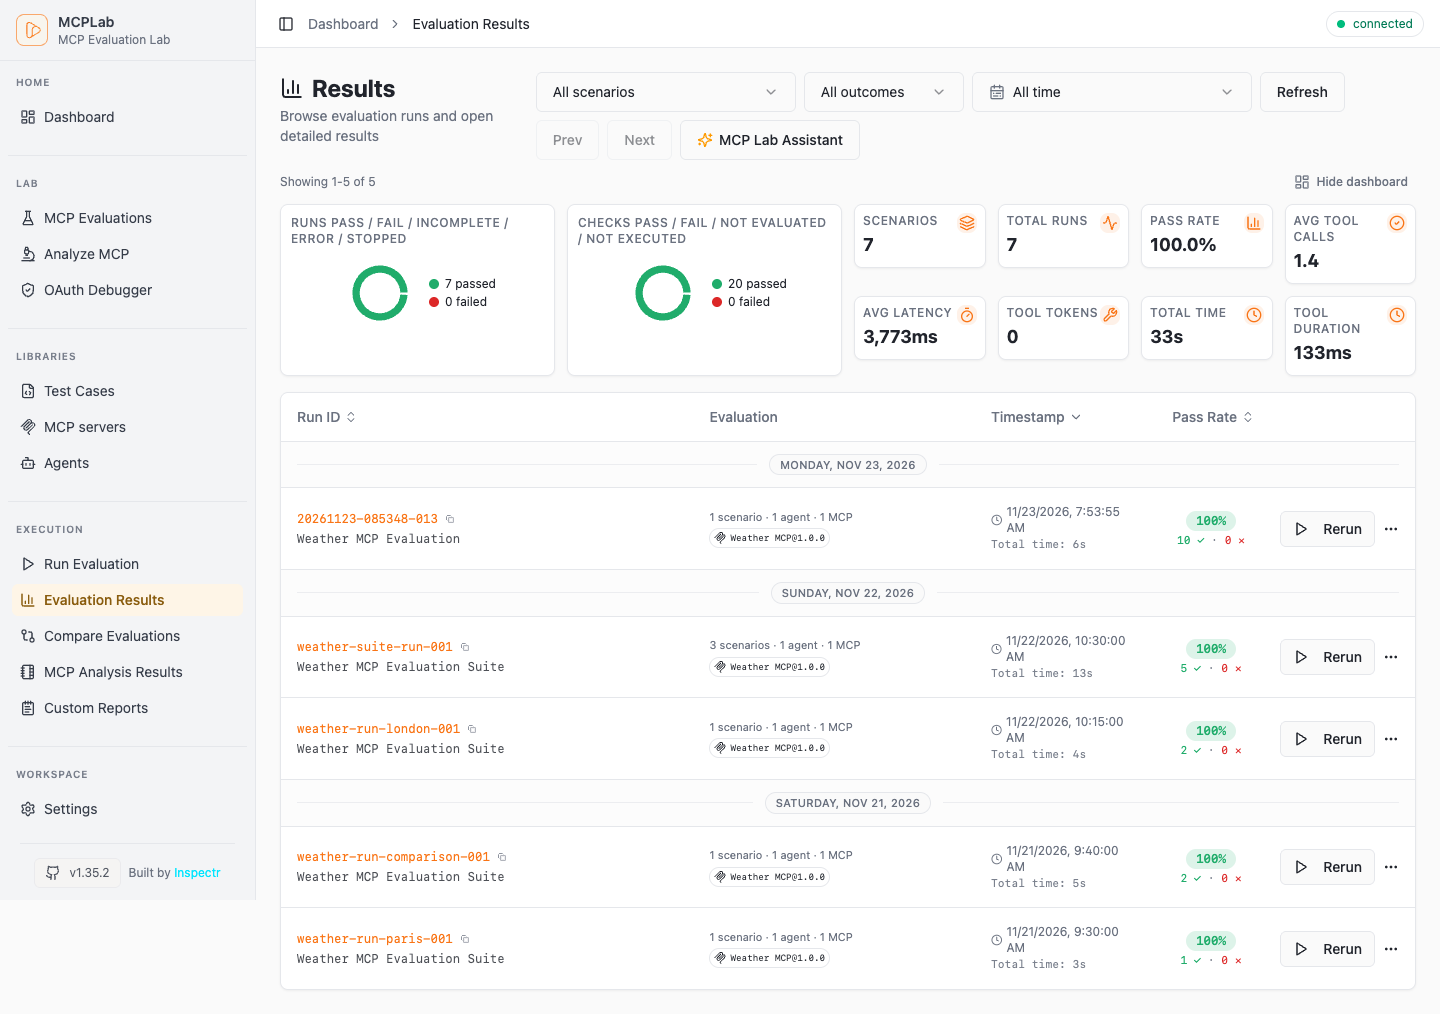 MCPLab
MCP Evaluation Lab
HOME
Dashboard
LAB
MCP Evaluations
Analyze MCP
OAuth Debugger
LIBRARIES
Test Cases
MCP servers
Agents
EXECUTION
Run Evaluation
Evaluation Results
Compare Evaluations
MCP Analysis Results
Custom Reports
WORKSPACE
Settings
v1.35.2
Built by Inspectr
Dashboard > Evaluation Results
connected
Results
Browse evaluation runs and open
detailed results
All scenarios
All outcomes
All time
Refresh
Prev
Next
MCP Lab Assistant
Showing 1-5 of 5
Hide dashboard
RUNS PASS / FAIL / INCOMPLETE /
ERROR / STOPPED
7 passed
0 failed
CHECKS PASS / FAIL / NOT EVALUATED
/ NOT EXECUTED
20 passed
0 failed
SCENARIOS
7
TOTAL RUNS
7
PASS RATE
100.0%
AVG TOOL
CALLS
1.4
AVG LATENCY
3,773ms
TOOL TOKENS
0
TOTAL TIME
33s
TOOL
DURATION
133ms
Run ID
Evaluation
Timestamp
Pass Rate
MONDAY, NOV 23, 2026
20261123-085348-013
Weather MCP Evaluation
1 scenario · 1 agent · 1 MCP
Weather MCP@1.0.0
11/23/2026, 7:53:55
AM
Total time: 6s
100%
10 ✓ · 0 ×
Rerun
SUNDAY, NOV 22, 2026
weather-suite-run-001
Weather MCP Evaluation Suite
3 scenarios · 1 agent · 1 MCP
Weather MCP@1.0.0
11/22/2026, 10:30:00
AM
Total time: 13s
100%
5 ✓ · 0 ×
Rerun
weather-run-london-001
Weather MCP Evaluation Suite
1 scenario · 1 agent · 1 MCP
Weather MCP@1.0.0
11/22/2026, 10:15:00
AM
Total time: 4s
100%
2 ✓ · 0 ×
Rerun
SATURDAY, NOV 21, 2026
weather-run-comparison-001
Weather MCP Evaluation Suite
1 scenario · 1 agent · 1 MCP
Weather MCP@1.0.0
11/21/2026, 9:40:00
AM
Total time: 5s
100%
2 ✓ · 0 ×
Rerun
weather-run-paris-001
Weather MCP Evaluation Suite
1 scenario · 1 agent · 1 MCP
Weather MCP@1.0.0
11/21/2026, 9:30:00
AM
Total time: 3s
100%
1 ✓ · 0 ×
Rerun